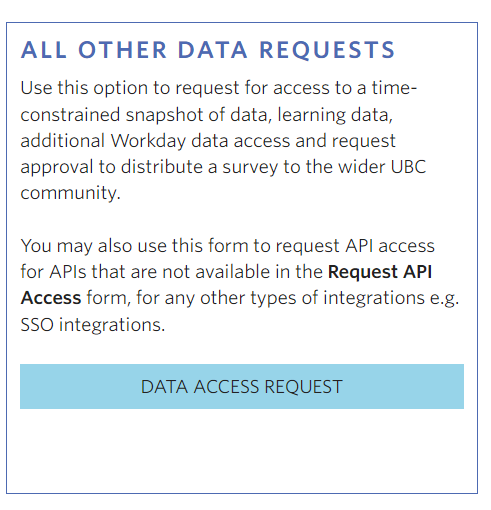 ALL OTHER DATA REQUESTS
Use this option to request for access to a time-
constrained snapshot of data, learning data,
additional Workday data access and request
approval to distribute a survey to the wider UBC
community.
You may also use this form to request API access
for APIs that are not available in the Request API
Access form, for any other types of integrations e.g.
SSO integrations.
DATA ACCESS REQUEST